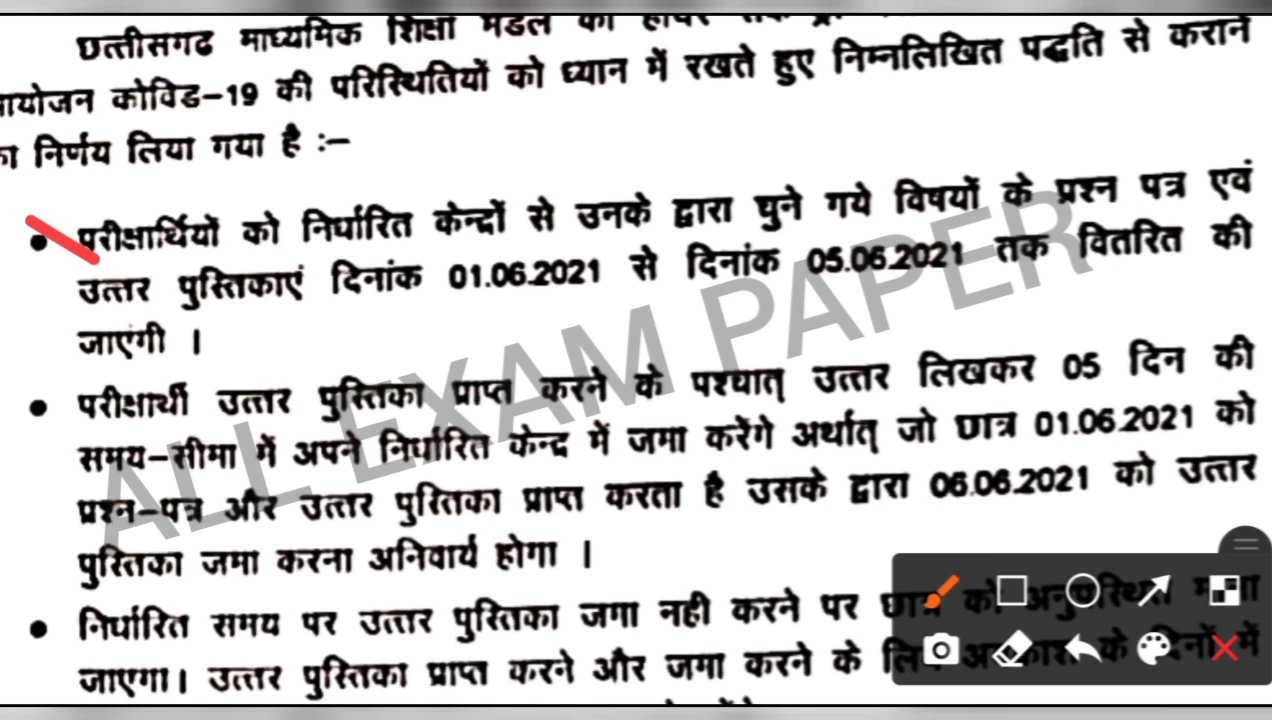 छत्तीसगढ माध्यमिक शिक्षा मंडल की हायर
आयोजन कोविड-19 की परिस्थितियों को ध्यान में रखते हुए निम्नलिखित पद्धति से कराने
का निर्णय लिया गया है :-
• परीक्षार्थियों को निर्धारित केन्द्रों से उनके द्वारा चुने गये विषयों के प्रश्न पत्र एवं
उत्तर पुस्तिकाएं दिनांक 01.06.2021 से दिनांक 05.06.2021 तक वितरित की
जाएंगी ।
• परीक्षार्थी उत्तर पुस्तिका प्राप्त करने के पश्चात् उत्तर लिखकर 05 दिन की
समय-सीमा में अपने निर्धारित केन्द्र में जमा करेंगे अर्थात् जो छात्र 01.06.2021 को
प्रश्न-पत्र और उत्तर पुस्तिका प्राप्त करता है उसके द्वारा 06.06.2021 को उत्तर
पुस्तिका जमा करना अनिवार्य होगा ।
• निर्धारित समय पर उत्तर पुस्तिका जमा नही करने पर छात्र को अनुपस्थित माना
जाएगा। उत्तर पुस्तिका प्राप्त करने और जमा करने के लिए अवकाश के दिनों में
ALL EXAM PAPER